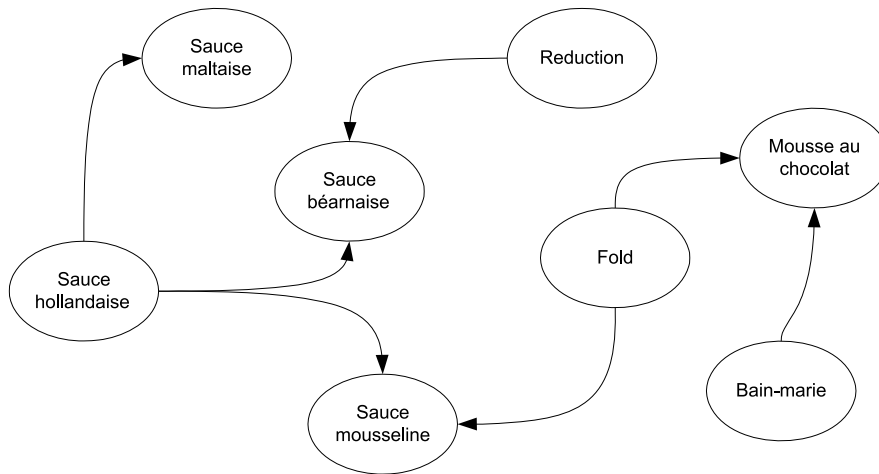 Sauce
maltaise
Reduction
Mousse au
chocolat
Sauce
béarnaise
Fold
Sauce
hollandaise
Bain-marie
Sauce
mousseline